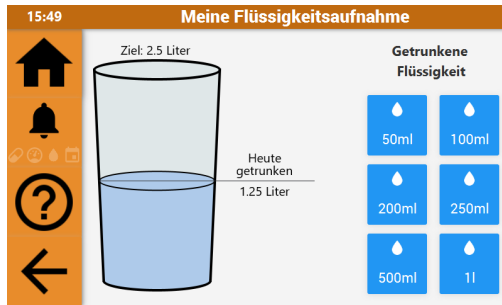 15:49
Meine Flüssigkeitsaufnahme
Ziel: 2.5 Liter
Heute
getrunken
1.25 Liter
Getrunkene
Flüssigkeit
50ml
100ml
200ml
250ml
500ml
1l
?